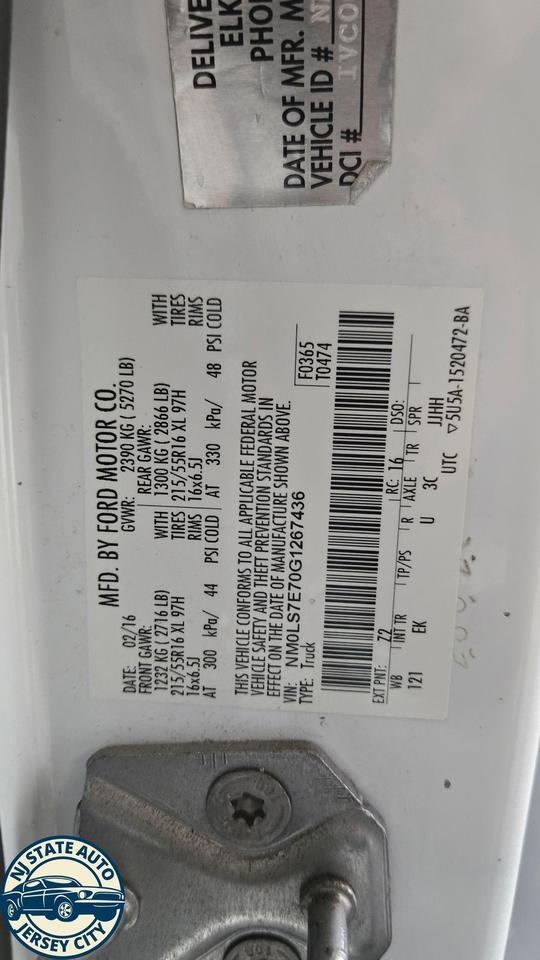 DELIVE
ELK
PHO
DATE OF MFR. M
VEHICLE ID # N
DCI # TVCO
MFD. BY FORD MOTOR CO.
DATE: 02/16 GVWR: 2390 KG ( 5270 LB)
FRONT GAWR: REAR GAWR:
1232 KG ( 2716 LB) WITH 1300 KG ( 2866 LB) WITH
215/55R16 XL 97H TIRES 215/55R16 XL 97H TIRES
16x6.5J RIMS 16x6.5J RIMS
AT 300 kPa/ 44 PSI COLD AT 330 kPa/ 48 PSI COLD
THIS VEHICLE CONFORMS TO ALL APPLICABLE FEDERAL MOTOR
VEHICLE SAFETY AND THEFT PREVENTION STANDARDS IN
EFFECT ON THE DATE OF MANUFACTURE SHOWN ABOVE.
VIN: NM0LS7E70G1267436
TYPE: Truck
F0365
T0474
EXT PNT: Z2 RC: 16 DSO:
WB INT TR TP/PS R AXLE TR SPR
121 EK U 3C JJHH
UTC ▽5U5A-1520472-BA
NJ STATE AUTO
JERSEY CITY